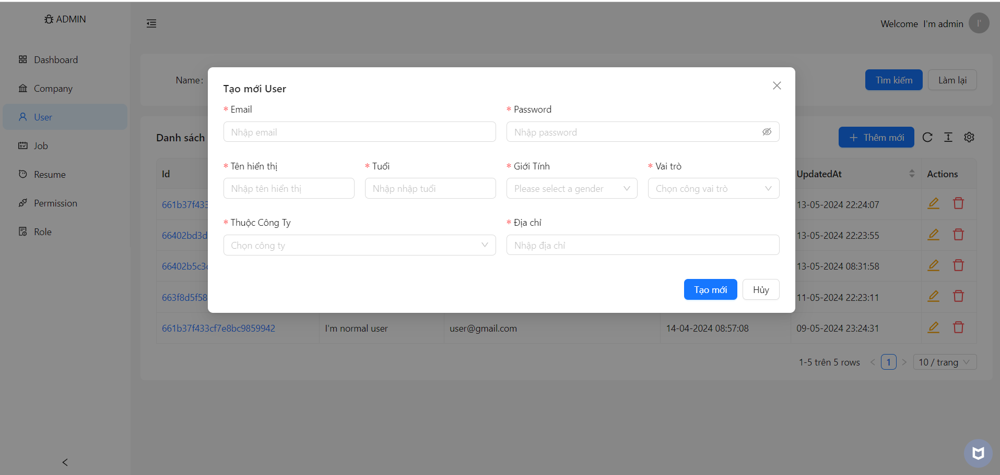 ADMIN
Welcome I'm admin I'
Dashboard
Company
User
Job
Resume
Permission
Role
Name:
Tìm kiếm
Làm lại
Tạo mới User
* Email
* Password
Nhập email
Nhập password
* Tên hiển thị
* Tuổi
* Giới Tính
* Vai trò
Nhập tên hiển thị
Nhập nhập tuổi
Please select a gender
Chọn công vai trò
* Thuộc Công Ty
* Địa chỉ
Chọn công ty
Nhập địa chỉ
Tạo mới
Hủy
Danh sách
Thêm mới
Id
UpdatedAt
Actions
661b37f433
13-05-2024 22:24:07
66402bd3d
13-05-2024 22:23:55
66402b5c3
13-05-2024 08:31:58
663f8d5f58
11-05-2024 22:23:11
661b37f433cf7e8bc9859942
I'm normal user
user@gmail.com
14-04-2024 08:57:08
09-05-2024 23:24:31
1-5 trên 5 rows
1
10 / trang